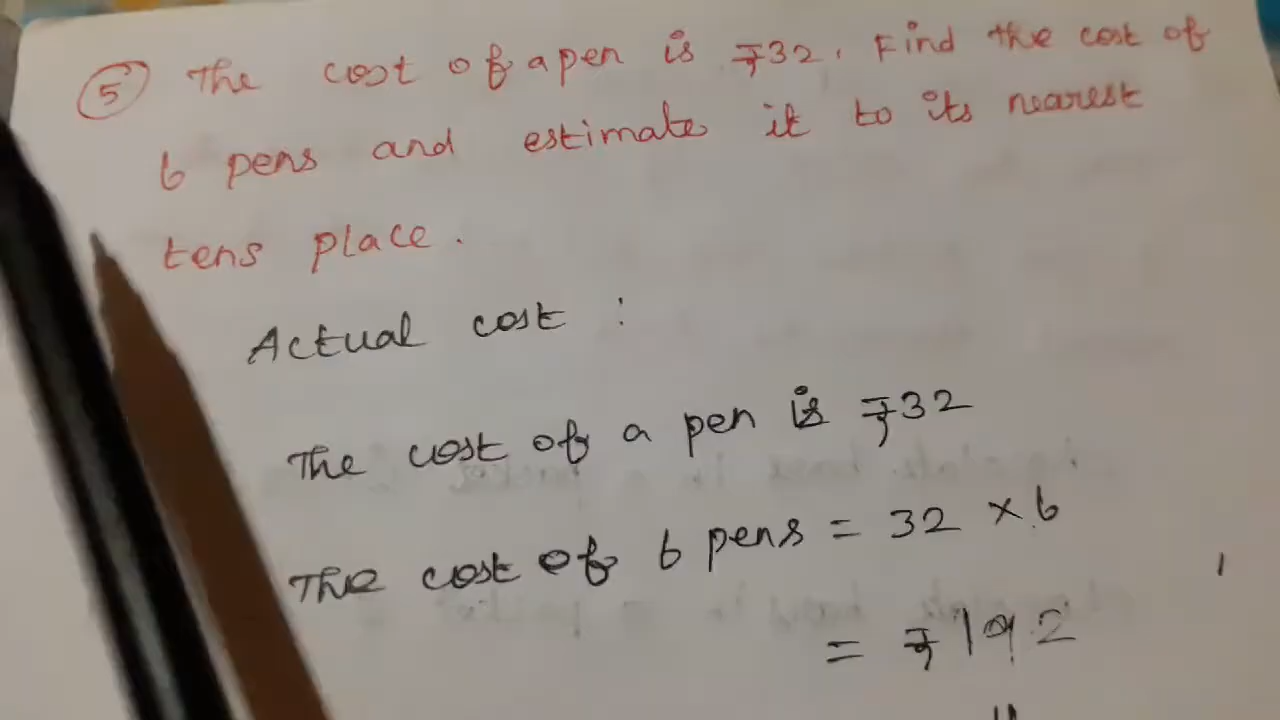 5 The cost of a pen is ₹32. Find the cost of
6 pens and estimate it to its nearest
tens place.
Actual cost :
The cost of a pen is ₹32
The cost of 6 pens = 32 × 6
= ₹192